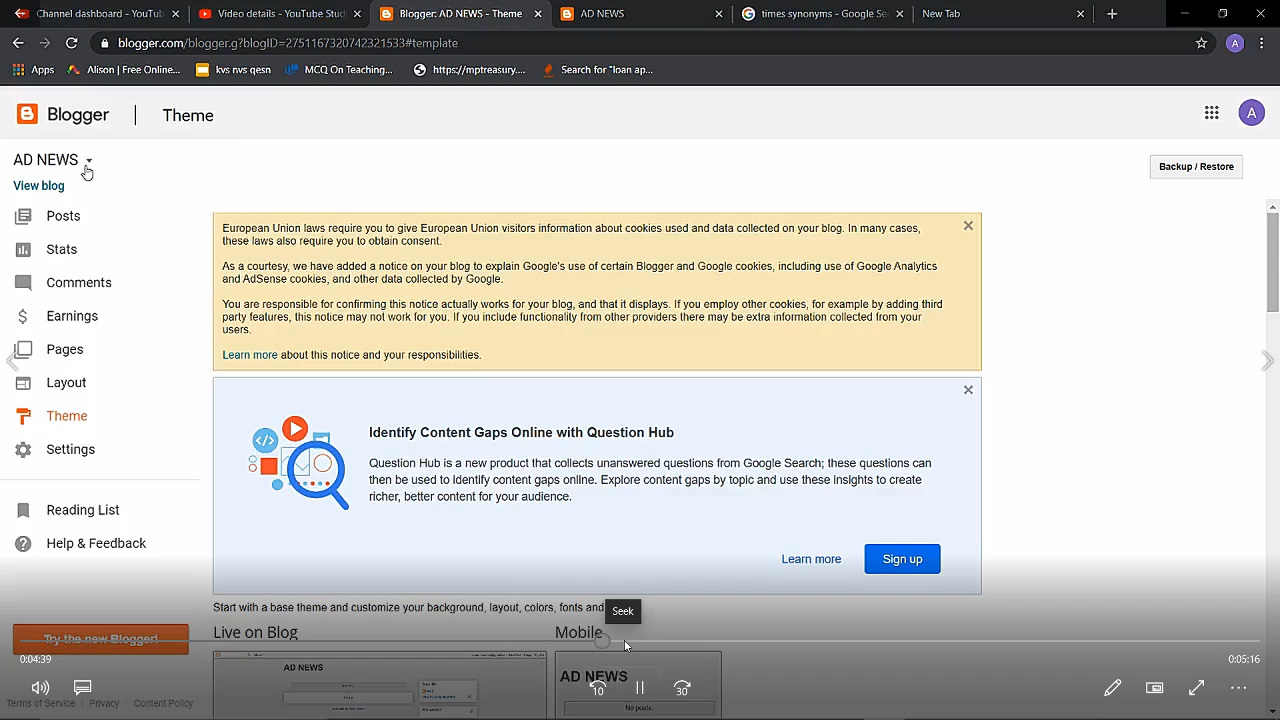 Channel dashboard - YouTub
Video details - YouTube Studi
Blogger: AD NEWS - Theme
AD NEWS
times synonyms - Google Sea
New Tab
blogger.com/blogger.g?blogID=2751167320742321533#template
A
Apps
Alison | Free Online...
kvs nvs qesn
MCQ On Teaching...
https://mptreasury....
Search for "loan ap...
Blogger
Theme
A
AD NEWS
View blog
Backup / Restore
Posts
Stats
Comments
Earnings
Pages
Layout
Theme
Settings
Reading List
Help & Feedback
European Union laws require you to give European Union visitors information about cookies used and data collected on your blog. In many cases,
these laws also require you to obtain consent.
As a courtesy, we have added a notice on your blog to explain Google's use of certain Blogger and Google cookies, including use of Google Analytics
and AdSense cookies, and other data collected by Google.
You are responsible for confirming this notice actually works for your blog, and that it displays. If you employ other cookies, for example by adding third
party features, this notice may not work for you. If you include functionality from other providers there may be extra information collected from your
users.
Learn more about this notice and your responsibilities.
Identify Content Gaps Online with Question Hub
Question Hub is a new product that collects unanswered questions from Google Search; these questions can
then be used to identify content gaps online. Explore content gaps by topic and use these insights to create
richer, better content for your audience.
Learn more
Sign up
Start with a base theme and customize your background, layout, colors, fonts and
Seek
Live on Blog
Mobile
Try the new Blogger!
0:04:39
0:05:16
AD NEWS
AD NEWS
No posts.
10
30
Terms of Service
Privacy
Content Policy